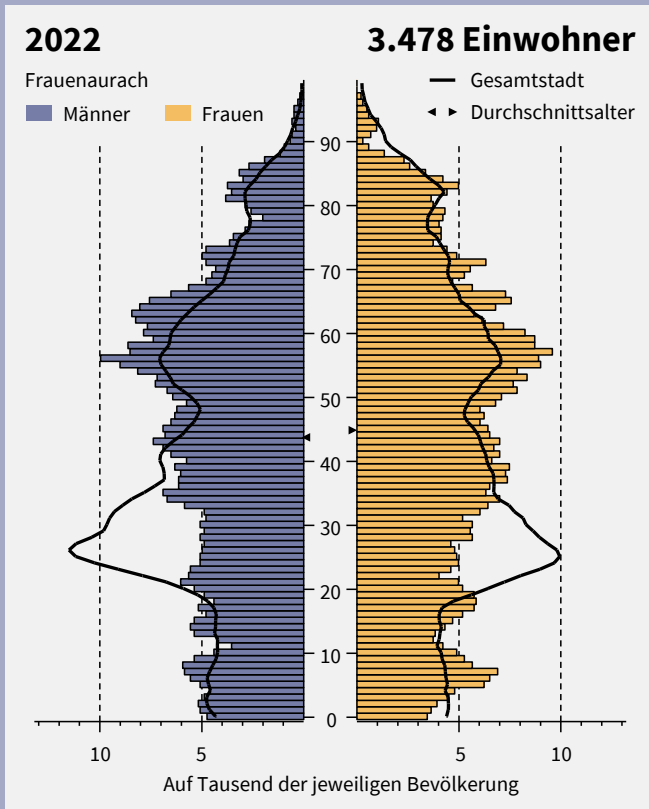 2022
3.478 Einwohner
Frauenaurach
Gesamtstadt
Männer
Frauen
Durchschnittsalter
90
80
70
60
50
40
30
20
10
0
10
5
5
10
Auf Tausend der jeweiligen Bevölkerung